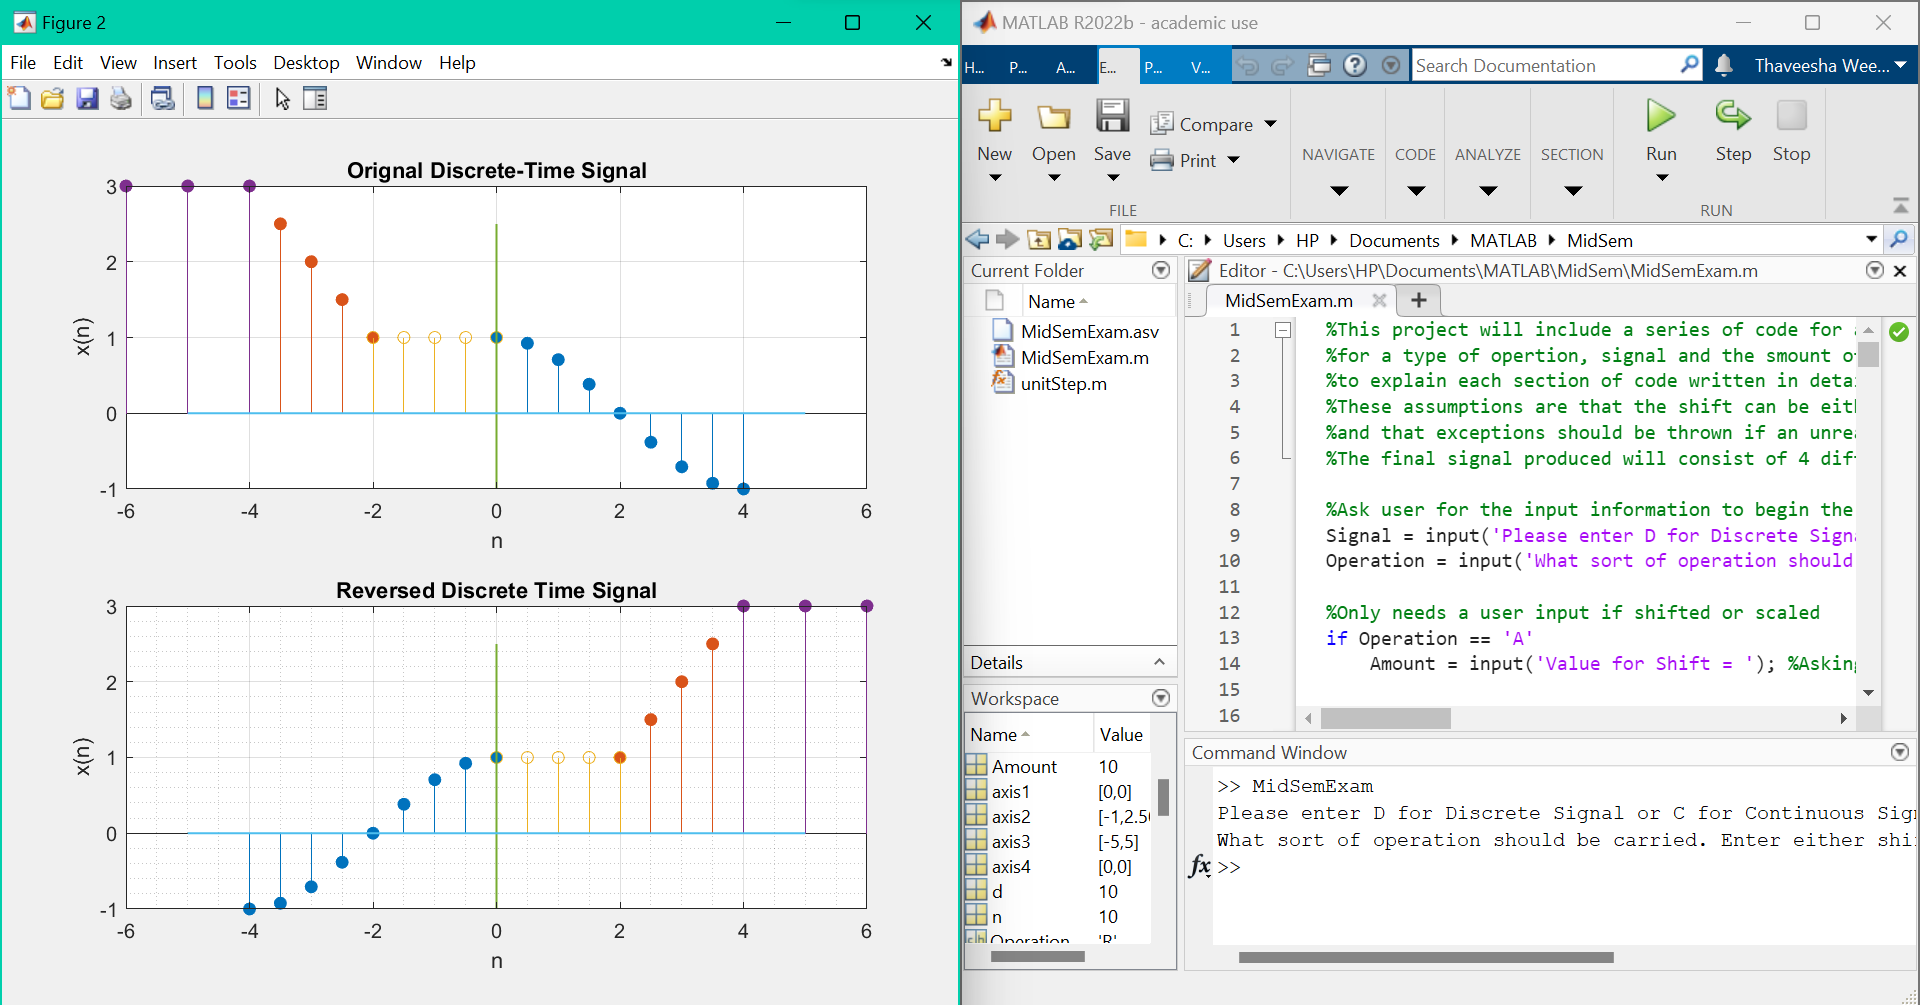 Figure 2
File Edit View Insert Tools Desktop Window Help
Orignal Discrete-Time Signal
3
2
1
0
-1
x(n)
-6 -4 -2 0 2 4 6
n
Reversed Discrete Time Signal
3
2
1
0
-1
x(n)
-6 -4 -2 0 2 4 6
n
MATLAB R2022b - academic use
H... P... A... E... P... V... Search Documentation Thaveesha Wee...
New Open Save Compare Print
FILE
NAVIGATE CODE ANALYZE SECTION
Run Step Stop
RUN
C: Users HP Documents MATLAB MidSem
Current Folder
Name
MidSemExam.asv
MidSemExam.m
unitStep.m
Details
Workspace
Name Value
Amount 10
axis1 [0,0]
axis2 [-1,2.50
axis3 [-5,5]
axis4 [0,0]
d 10
n 10
Operation 'R'
Editor - C:\Users\HP\Documents\MATLAB\MidSem\MidSemExam.m
MidSemExam.m
1 %This project will include a series of code for a
2 %for a type of opertion, signal and the smount o
3 %to explain each section of code written in deta
4 %These assumptions are that the shift can be eit
5 %and that exceptions should be thrown if an unre
6 %The final signal produced will consist of 4 dif
7
8 %Ask user for the input information to begin the
9 Signal = input('Please enter D for Discrete Sign
10 Operation = input('What sort of operation should
11
12 %Only needs a user input if shifted or scaled
13 if Operation == 'A'
14 Amount = input('Value for Shift = '); %Asking
15
16
Command Window
>> MidSemExam
Please enter D for Discrete Signal or C for Continuous Sig
What sort of operation should be carried. Enter either shi
fx >>